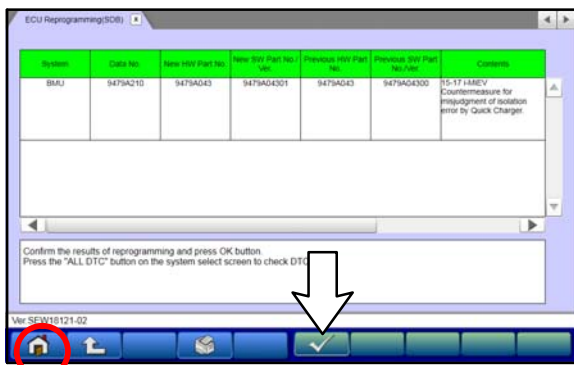 ECU Reprogramming(SDB)
System Data No. New HW Part No. New SW Part No./ Ver. Previous HW Part No. Previous SW Part No./Ver. Contents
BMU 9479A210 9479A043 9479A04301 9479A043 9479A04300 15-17 i-MiEV
Countermeasure for
misjudgment of isolation
error by Quick Charger.
Confirm the results of reprogramming and press OK button.
Press the "ALL DTC" button on the system select screen to check DTC
Ver.SEW18121-02